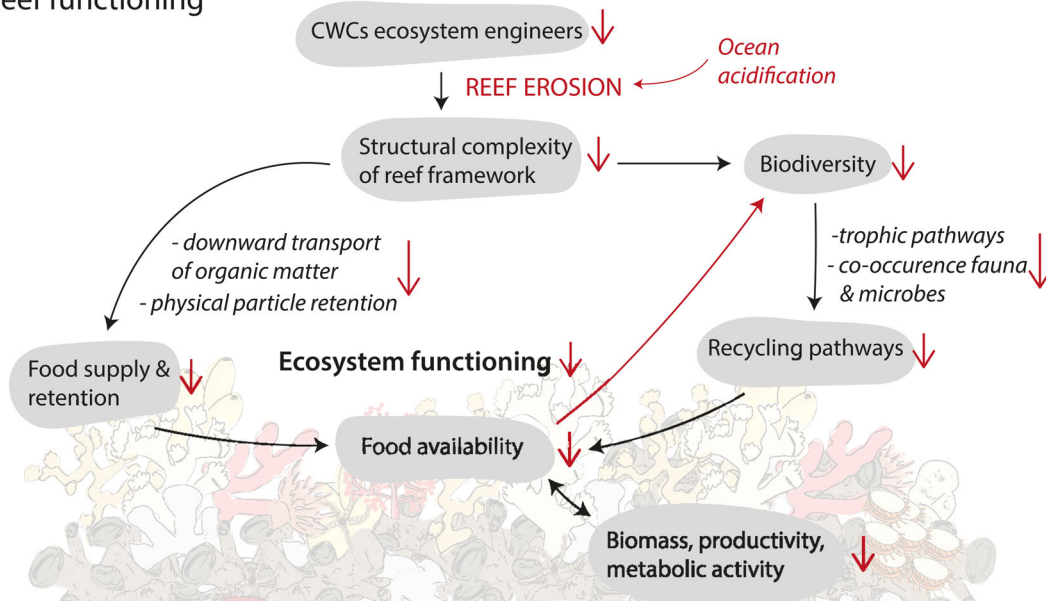 reef functioning
CWCs ecosystem engineers
REEF EROSION
Ocean
acidification
Structural complexity
of reef framework
Biodiversity
- downward transport
of organic matter
- physical particle retention
-trophic pathways
- co-occurence fauna
& microbes
Food supply &
retention
Ecosystem functioning
Recycling pathways
Food availability
Biomass, productivity,
metabolic activity